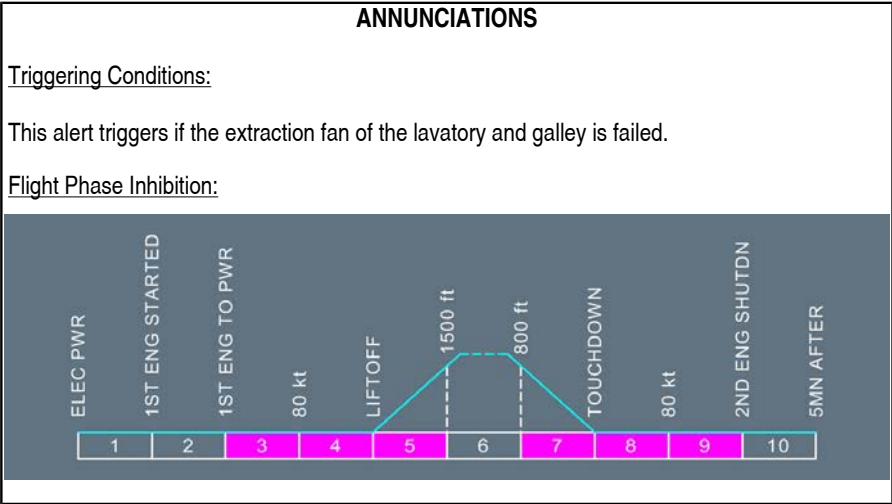 ANNUNCIATIONS
Triggering Conditions:
This alert triggers if the extraction fan of the lavatory and galley is failed.
Flight Phase Inhibition:
ELEC PWR
1ST ENG STARTED
1ST ENG TO PWR
80 kt
LIFTOFF
1500 ft
800 ft
TOUCHDOWN
80 kt
2ND ENG SHUTDN
5MN AFTER
1 2 3 4 5 6 7 8 9 10